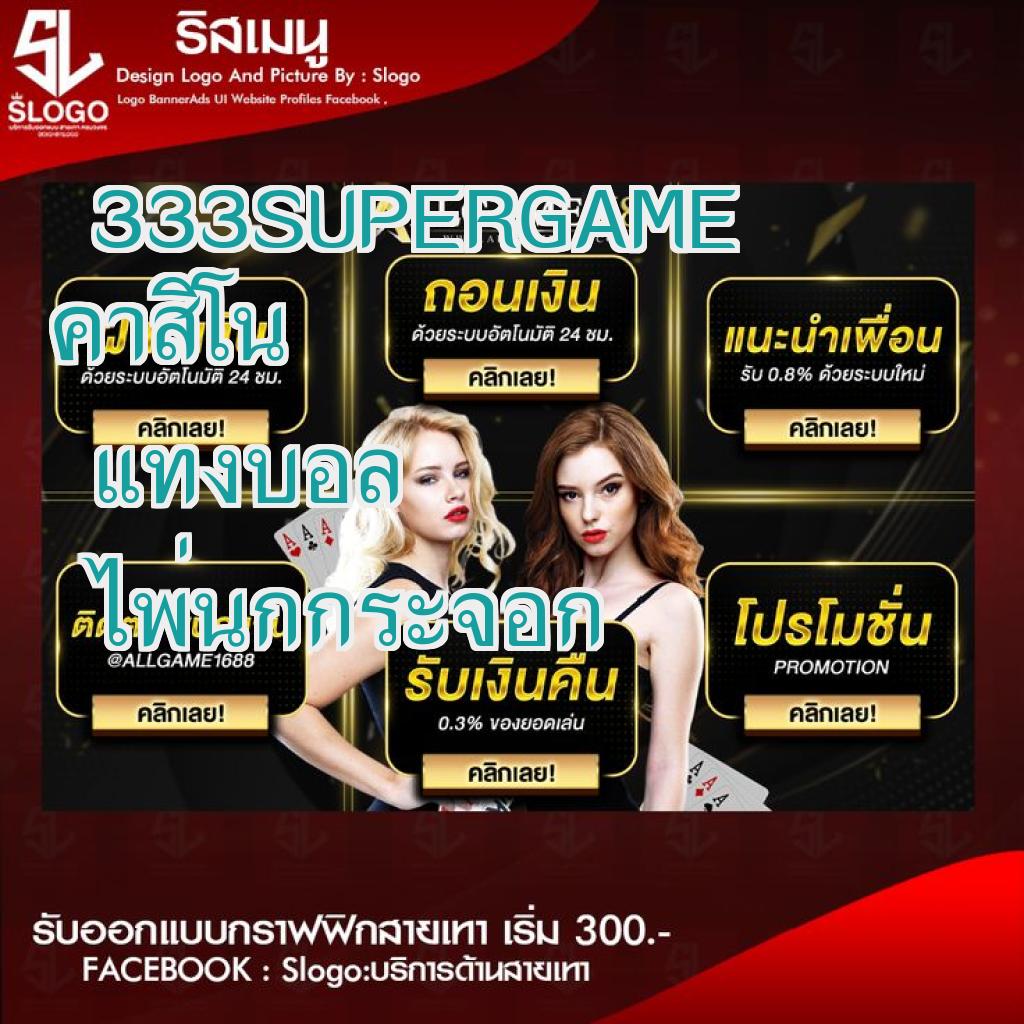 SL
SLOGO
ริสเมนู
Design Logo And Picture By : Slogo
Logo BannerAds UI Website Profiles Facebook .
333SUPERGAME
คาสิโน
แทงบอล
ไพ่นกกระจอก
ด้วยระบบอัตโนมัติ 24 ชม.
คลิกเลย!
ถอนเงิน
ด้วยระบบอัตโนมัติ 24 ชม.
คลิกเลย!
แนะนำเพื่อน
รับ 0.8% ด้วยระบบใหม่
คลิกเลย!
@ALLGAME1688
คลิกเลย!
รับเงินคืน
0.3% ของยอดเล่น
คลิกเลย!
โปรโมชั่น
PROMOTION
คลิกเลย!
รับออกแบบกราฟฟิกสายเทา เริ่ม 300.-
FACEBOOK : Slogo:บริการด้านสายเทา